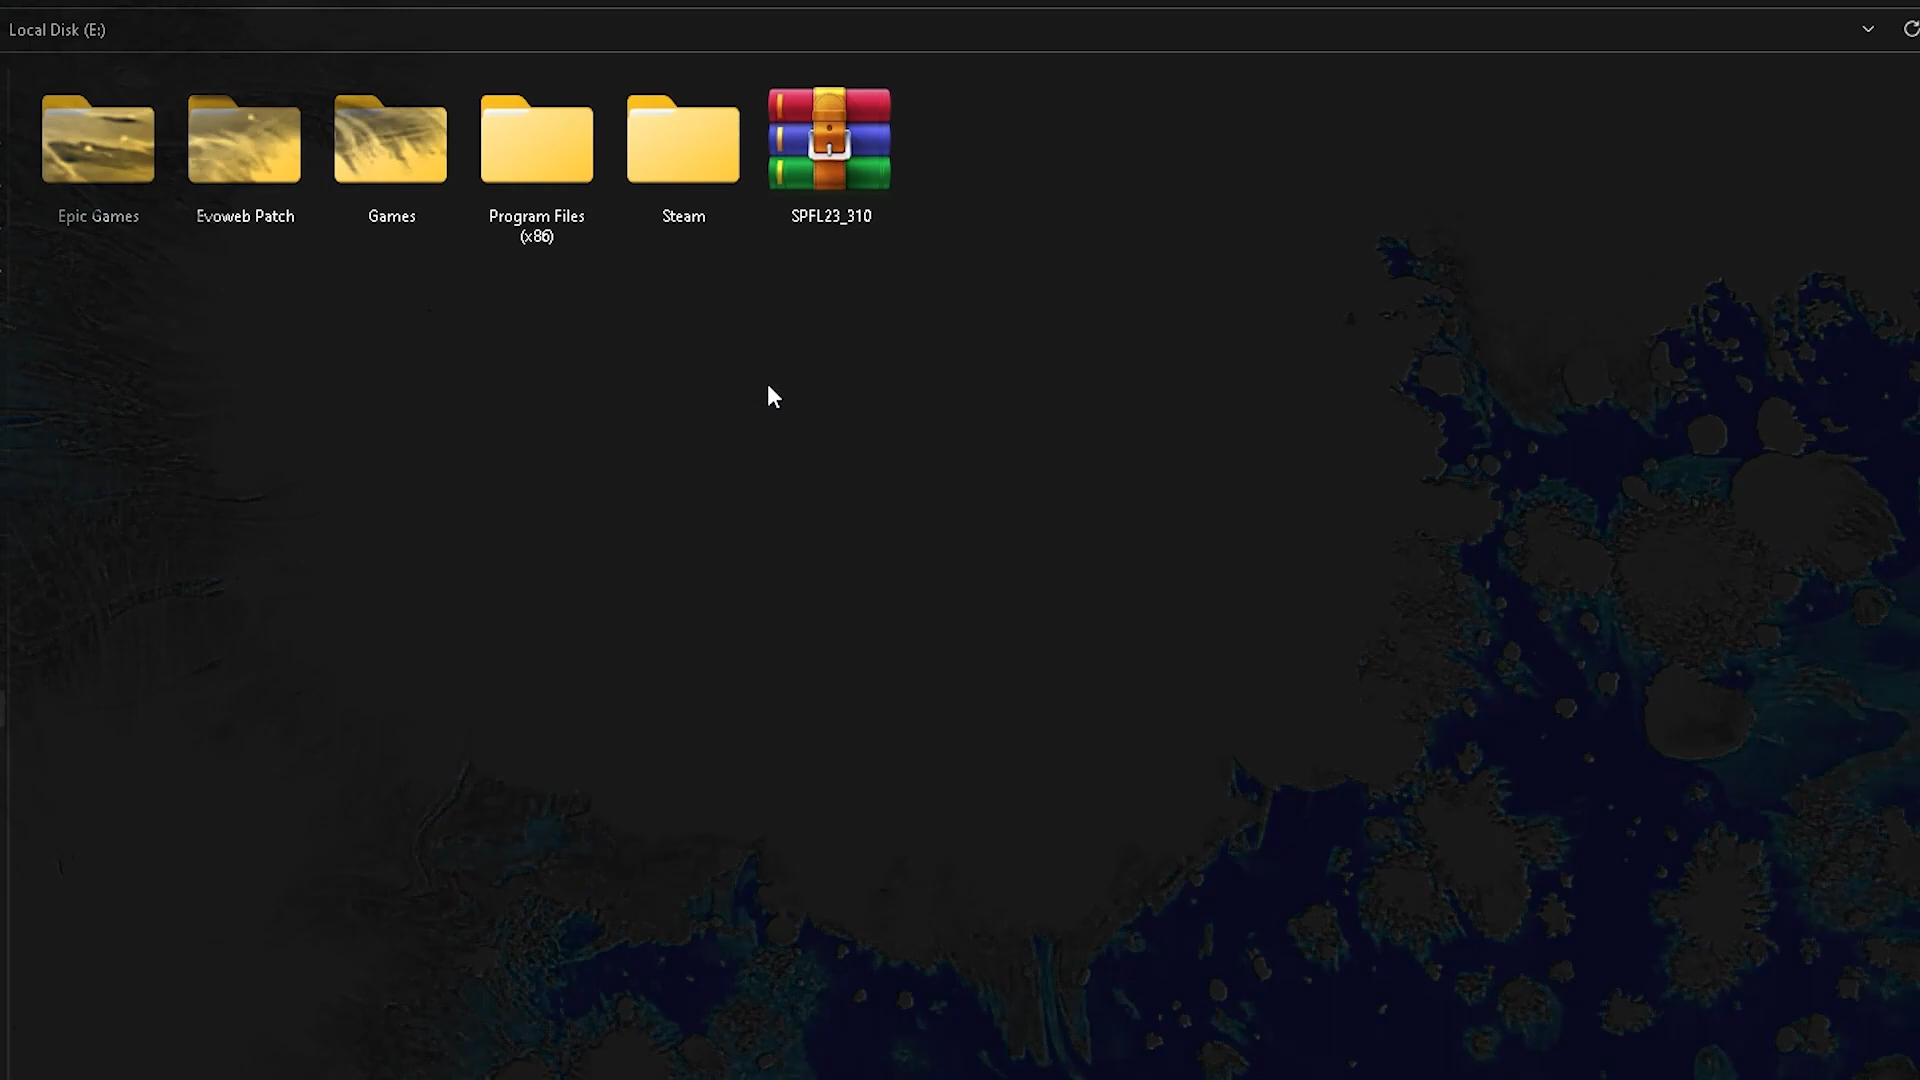 Local Disk (E:)
Epic Games
Evoweb Patch
Games
Program Files
(x86)
Steam
SPFL23_310